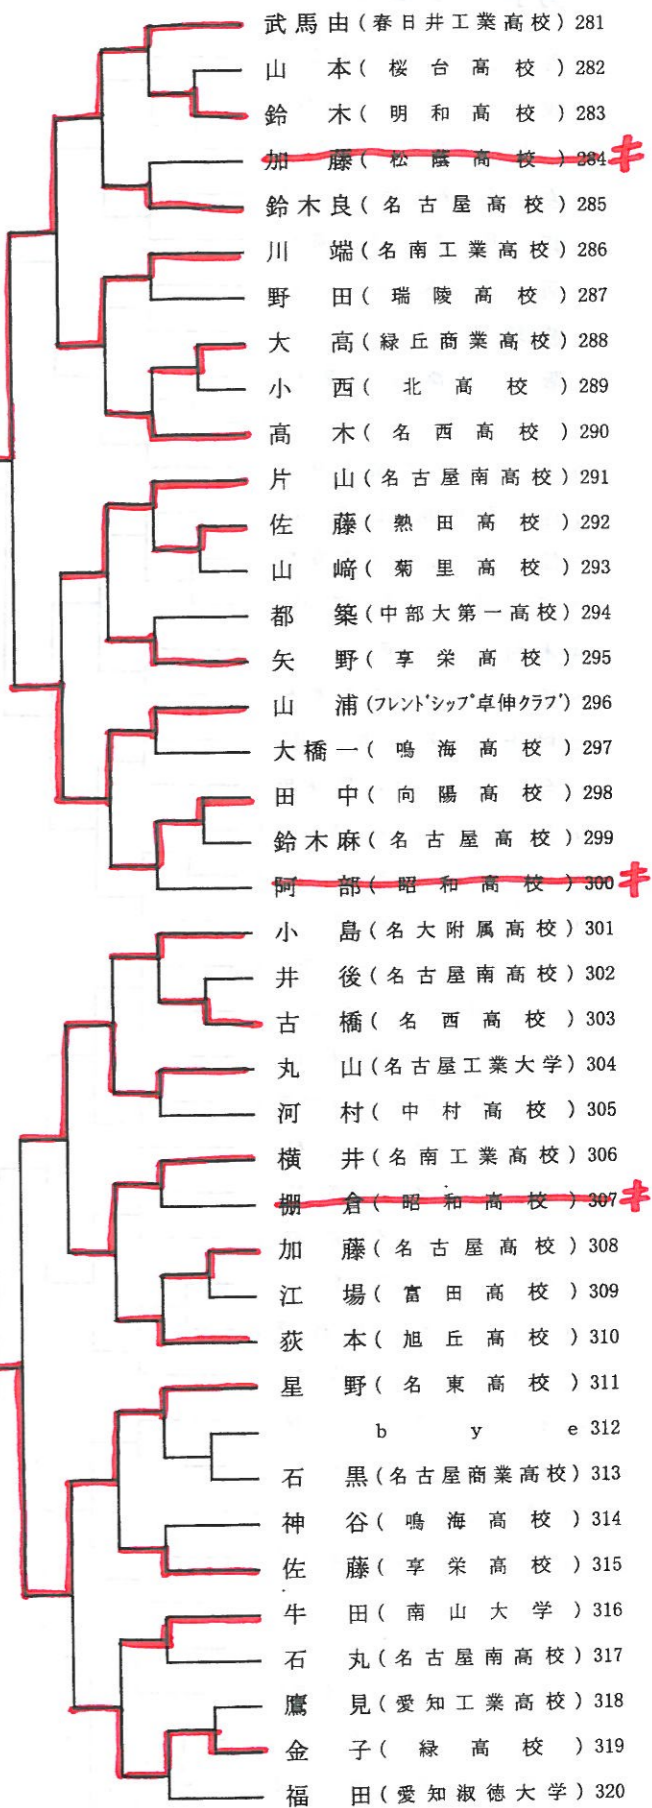 武馬由(春日井工業高校)281
山本(桜台高校)282
鈴木(明和高校)283
加藤(松蔭高校)284 キ
鈴木良(名古屋高校)285
川端(名南工業高校)286
野田(瑞陵高校)287
大高(緑丘商業高校)288
小西(北高校)289
高木(名西高校)290
片山(名古屋南高校)291
佐藤(熱田高校)292
山﨑(菊里高校)293
都築(中部大第一高校)294
矢野(享栄高校)295
山浦(フレンドシップ卓伸クラブ)296
大橋一(鳴海高校)297
田中(向陽高校)298
鈴木麻(名古屋高校)299
阿部(昭和高校)300 キ
小島(名大附属高校)301
井後(名古屋南高校)302
古橋(名西高校)303
丸山(名古屋工業大学)304
河村(中村高校)305
横井(名南工業高校)306
棚倉(昭和高校)307 キ
加藤(名古屋高校)308
江場(富田高校)309
荻本(旭丘高校)310
星野(名東高校)311
bye 312
石黒(名古屋商業高校)313
神谷(鳴海高校)314
佐藤(享栄高校)315
牛田(南山大学)316
石丸(名古屋南高校)317
鷹見(愛知工業高校)318
金子(緑高校)319
福田(愛知淑徳大学)320